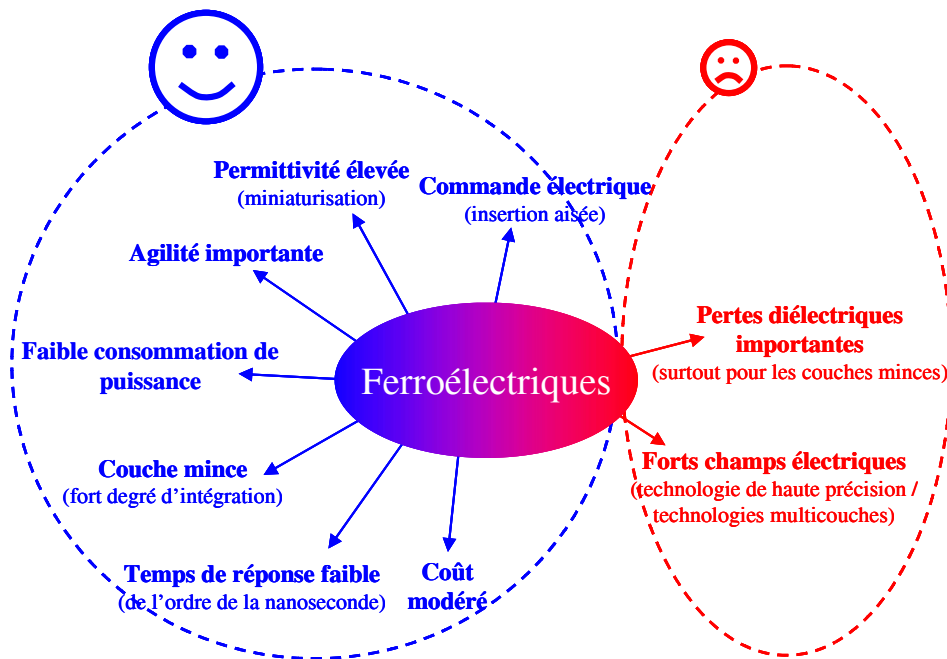 Permittivité élevée
(miniaturisation)
Commande électrique
(insertion aisée)
Agilité importante
Faible consommation de
puissance
Ferroélectriques
Couche mince
(fort degré d’intégration)
Temps de réponse faible
(de l’ordre de la nanoseconde)
Coût
modéré
Pertes diélectriques
importantes
(surtout pour les couches minces)
Forts champs électriques
(technologie de haute précision /
technologies multicouches)